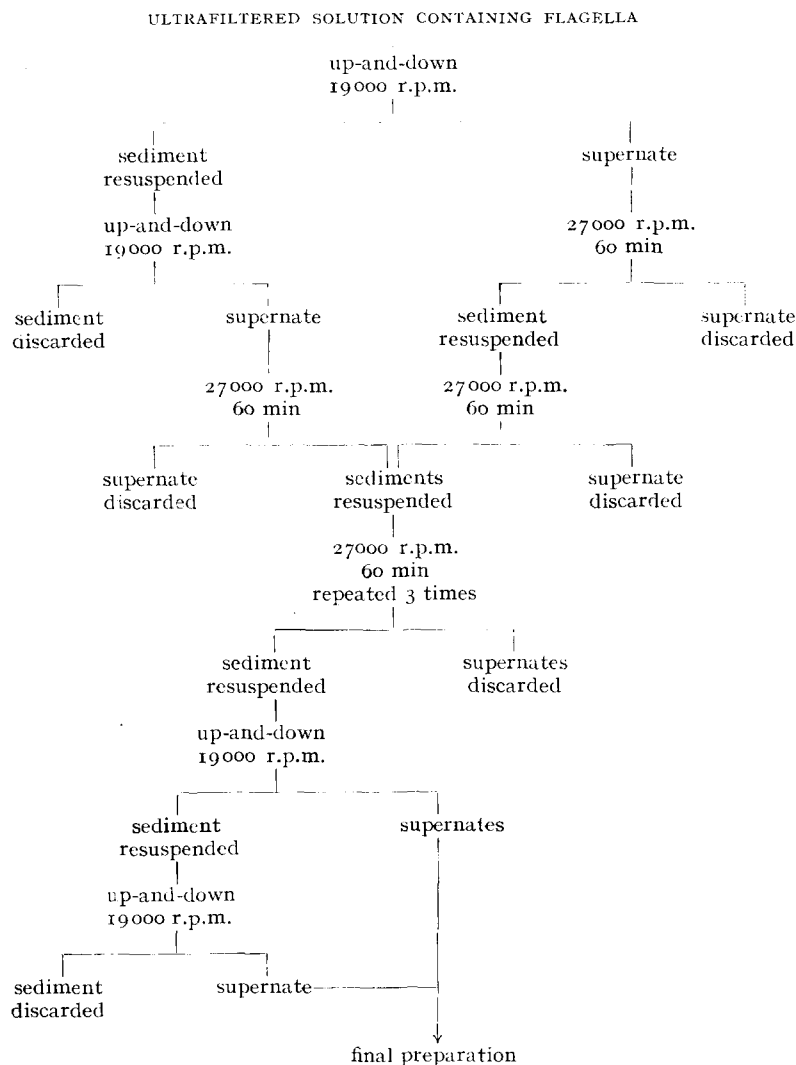 ULTRAFILTERED SOLUTION CONTAINING FLAGELLA
up-and-down
19000 r.p.m.
sediment
resuspended
supernate
up-and-down
19000 r.p.m.
27000 r.p.m.
60 min
sediment
discarded
supernate
sediment
resuspended
supernate
discarded
27000 r.p.m.
60 min
27000 r.p.m.
60 min
supernate
discarded
sediments
resuspended
supernate
discarded
27000 r.p.m.
60 min
repeated 3 times
sediment
resuspended
supernates
discarded
up-and-down
19000 r.p.m.
sediment
resuspended
supernates
up-and-down
19000 r.p.m.
sediment
discarded
supernate
final preparation